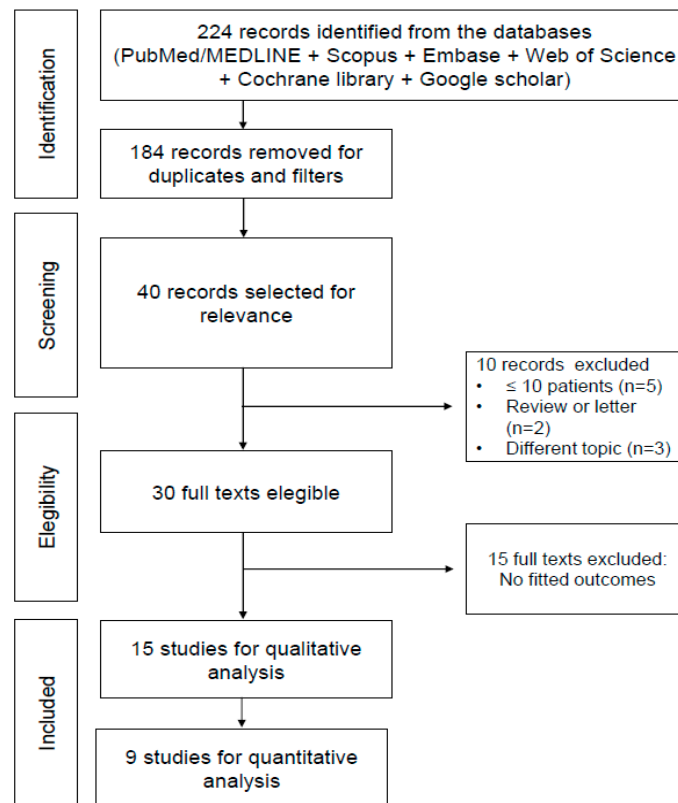 Identification
224 records identified from the databases
(PubMed/MEDLINE + Scopus + Embase + Web of Science
+ Cochrane library + Google scholar)
184 records removed for
duplicates and filters
Screening
40 records selected for
relevance
10 records excluded
• ≤ 10 patients (n=5)
• Review or letter
(n=2)
• Different topic (n=3)
Elegibility
30 full texts elegible
15 full texts excluded:
No fitted outcomes
Included
15 studies for qualitative
analysis
9 studies for quantitative
analysis